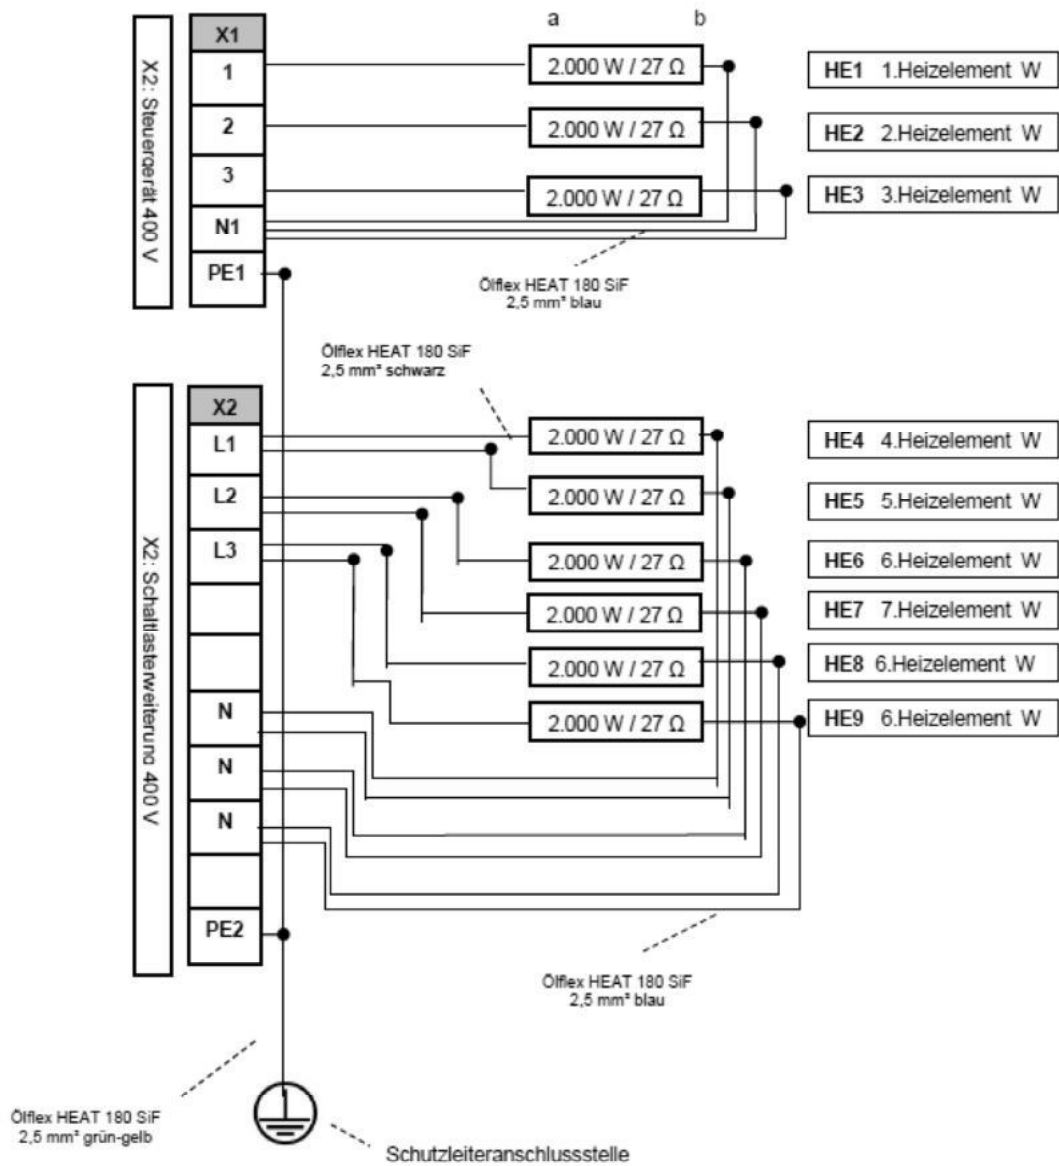 a b
X1
1
2
3
N1
PE1
X2: Steuergerät 400 V
2.000 W / 27 Ω
2.000 W / 27 Ω
2.000 W / 27 Ω
HE1 1.Heizelement W
HE2 2.Heizelement W
HE3 3.Heizelement W
Ölflex HEAT 180 SiF
2,5 mm² blau
Ölflex HEAT 180 SiF
2,5 mm² schwarz
X2
L1
L2
L3
N
N
N
PE2
X2: Schaltlasterweiterung 400 V
2.000 W / 27 Ω
2.000 W / 27 Ω
2.000 W / 27 Ω
2.000 W / 27 Ω
2.000 W / 27 Ω
2.000 W / 27 Ω
HE4 4.Heizelement W
HE5 5.Heizelement W
HE6 6.Heizelement W
HE7 7.Heizelement W
HE8 6.Heizelement W
HE9 6.Heizelement W
Ölflex HEAT 180 SiF
2,5 mm² blau
Ölflex HEAT 180 SiF
2,5 mm² grün-gelb
Schutzleiteranschlussstelle